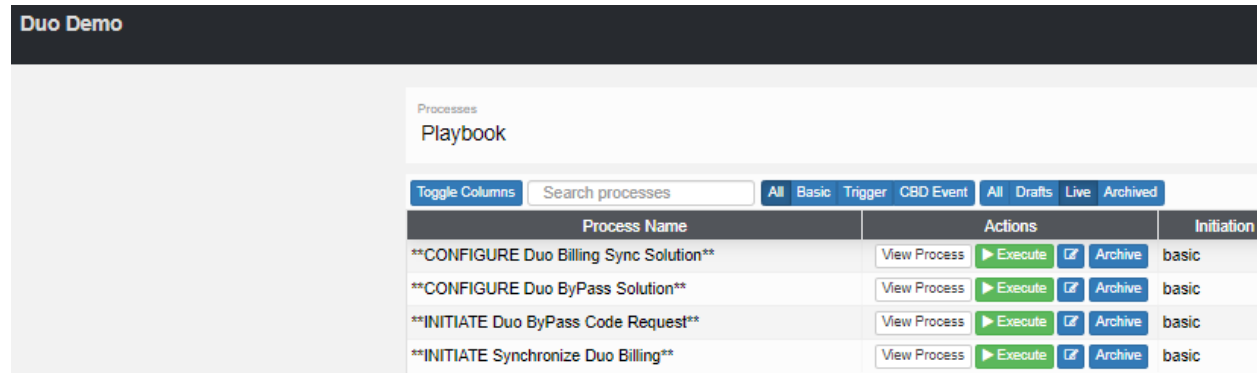 Duo Demo
Processes
Playbook
Toggle Columns Search processes All Basic Trigger CBD Event All Drafts Live Archived
Process Name Actions Initiation
**CONFIGURE Duo Billing Sync Solution** View Process Execute Archive basic
**CONFIGURE Duo ByPass Solution** View Process Execute Archive basic
**INITIATE Duo ByPass Code Request** View Process Execute Archive basic
**INITIATE Synchronize Duo Billing** View Process Execute Archive basic